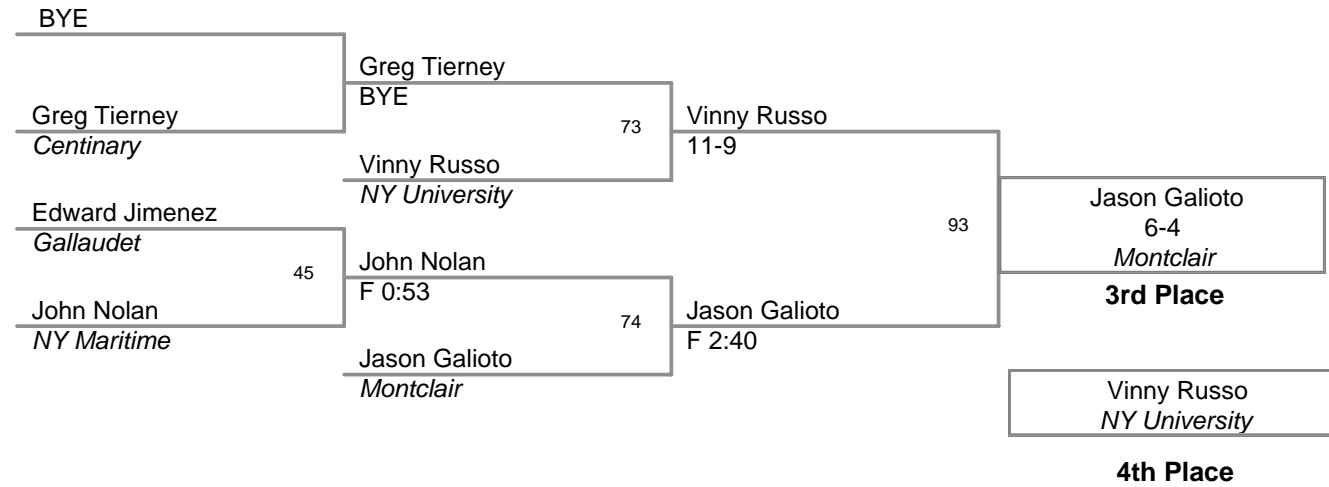 BYE
Greg Tierney
Centinary
Edward Jimenez
Gallaudet
45
John Nolan
NY Maritime
Greg Tierney
BYE
73
Vinny Russo
NY University
John Nolan
F 0:53
74
Jason Galioto
Montclair
Vinny Russo
11-9
93
Jason Galioto
F 2:40
Jason Galioto
6-4
Montclair
3rd Place
Vinny Russo
NY University
4th Place